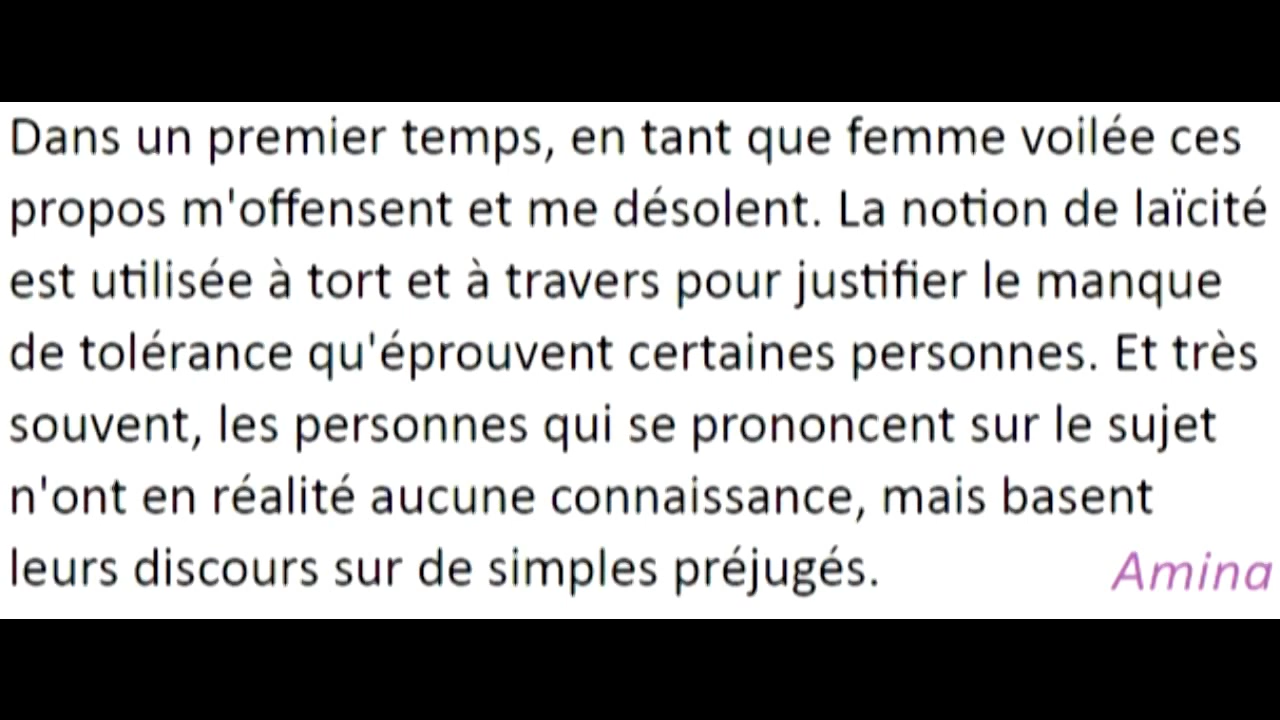 Dans un premier temps, en tant que femme voilée ces
propos m'offensent et me désolent. La notion de laïcité
est utilisée à tort et à travers pour justifier le manque
de tolérance qu'éprouvent certaines personnes. Et très
souvent, les personnes qui se prononcent sur le sujet
n'ont en réalité aucune connaissance, mais basent
leurs discours sur de simples préjugés. Amina